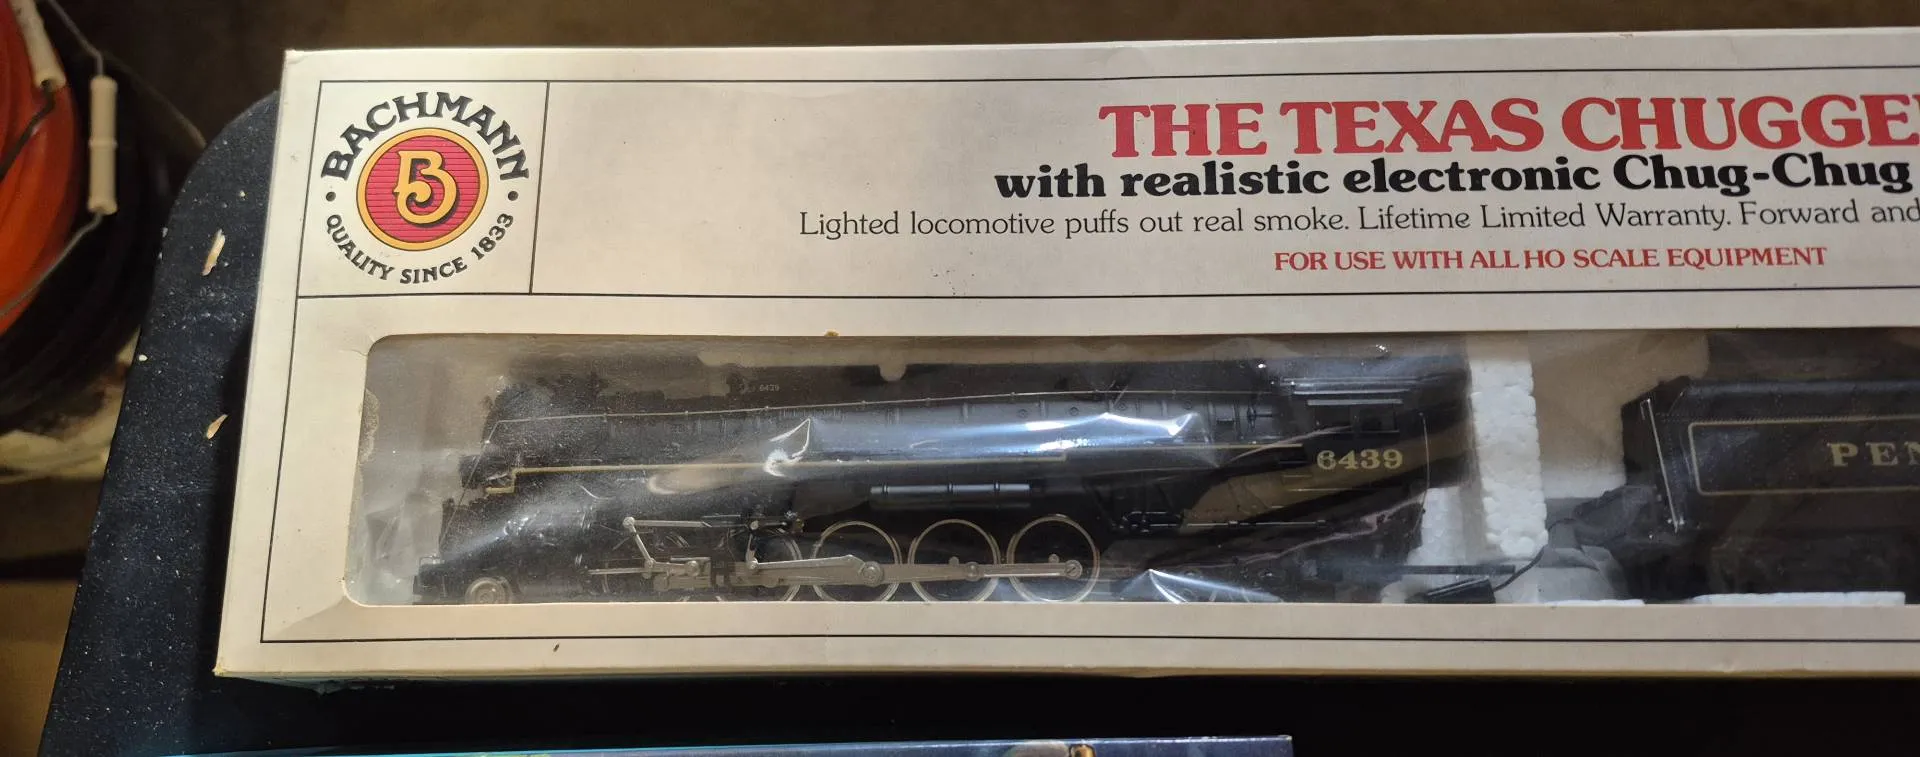 BACHMANN
B
QUALITY SINCE 1833
THE TEXAS CHUGGE
with realistic electronic Chug-Chug
Lighted locomotive puffs out real smoke. Lifetime Limited Warranty. Forward and
FOR USE WITH ALL HO SCALE EQUIPMENT
6439
6439
PEN